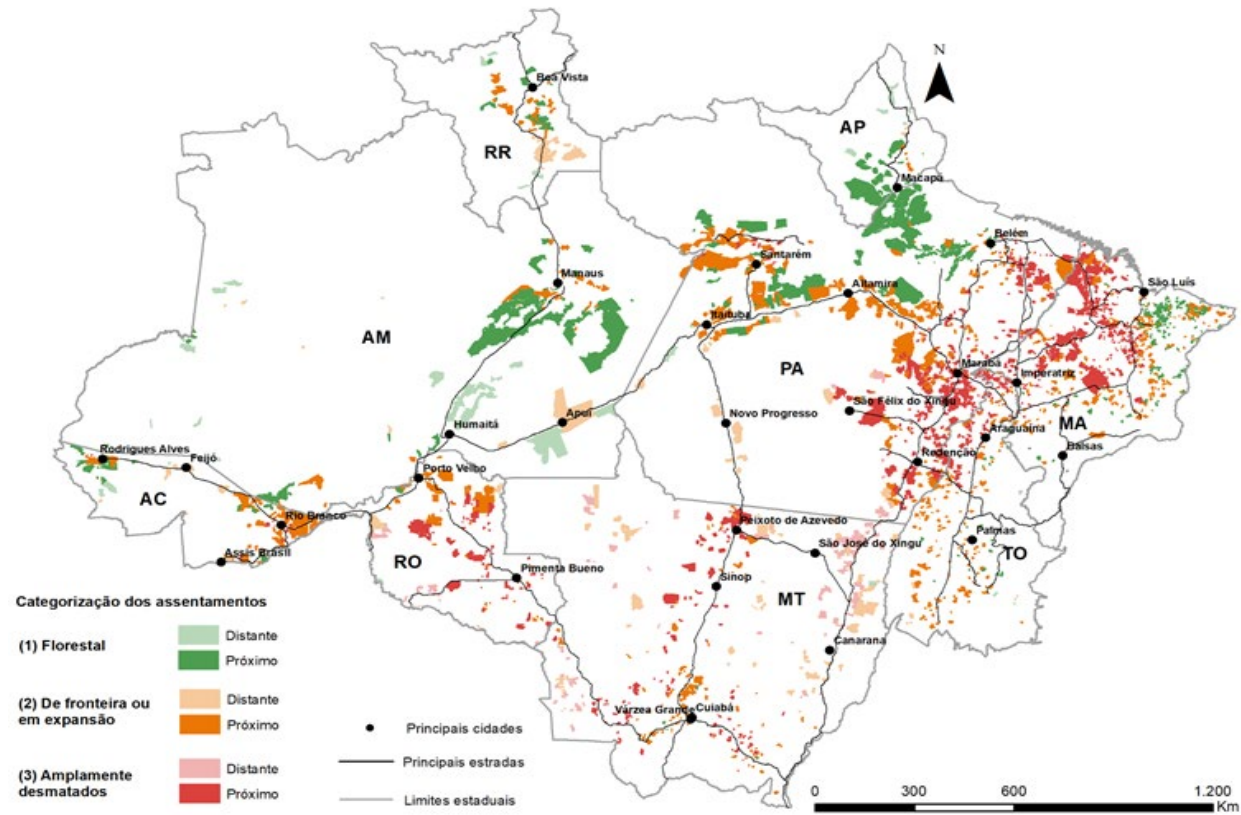 N
Boa Vista
AP
RR
Macapá
Belém
Santarém
Manaus
Altamira
São Luís
Itaituba
AM
PA
Marabá
Imperatriz
São Félix do Xingu
Apuí
Novo Progresso
MA
Humaitá
Araguaína
Balsas
Rodrigues Alves
Feijó
Redenção
Porto Velho
AC
Rio Branco
Peixoto de Azevedo
Palmas
São José do Xingu
TO
Assis Brasil
RO
Pimenta Bueno
Sinop
MT
Categorização dos assentamentos
Canarana
(1) Florestal
Distante
Próximo
(2) De fronteira ou
em expansão
Distante
Próximo
Várzea Grande
Cuiabá
Principais cidades
(3) Amplamente
desmatados
Distante
Próximo
Principais estradas
Limites estaduais
0 300 600 1.200
Km